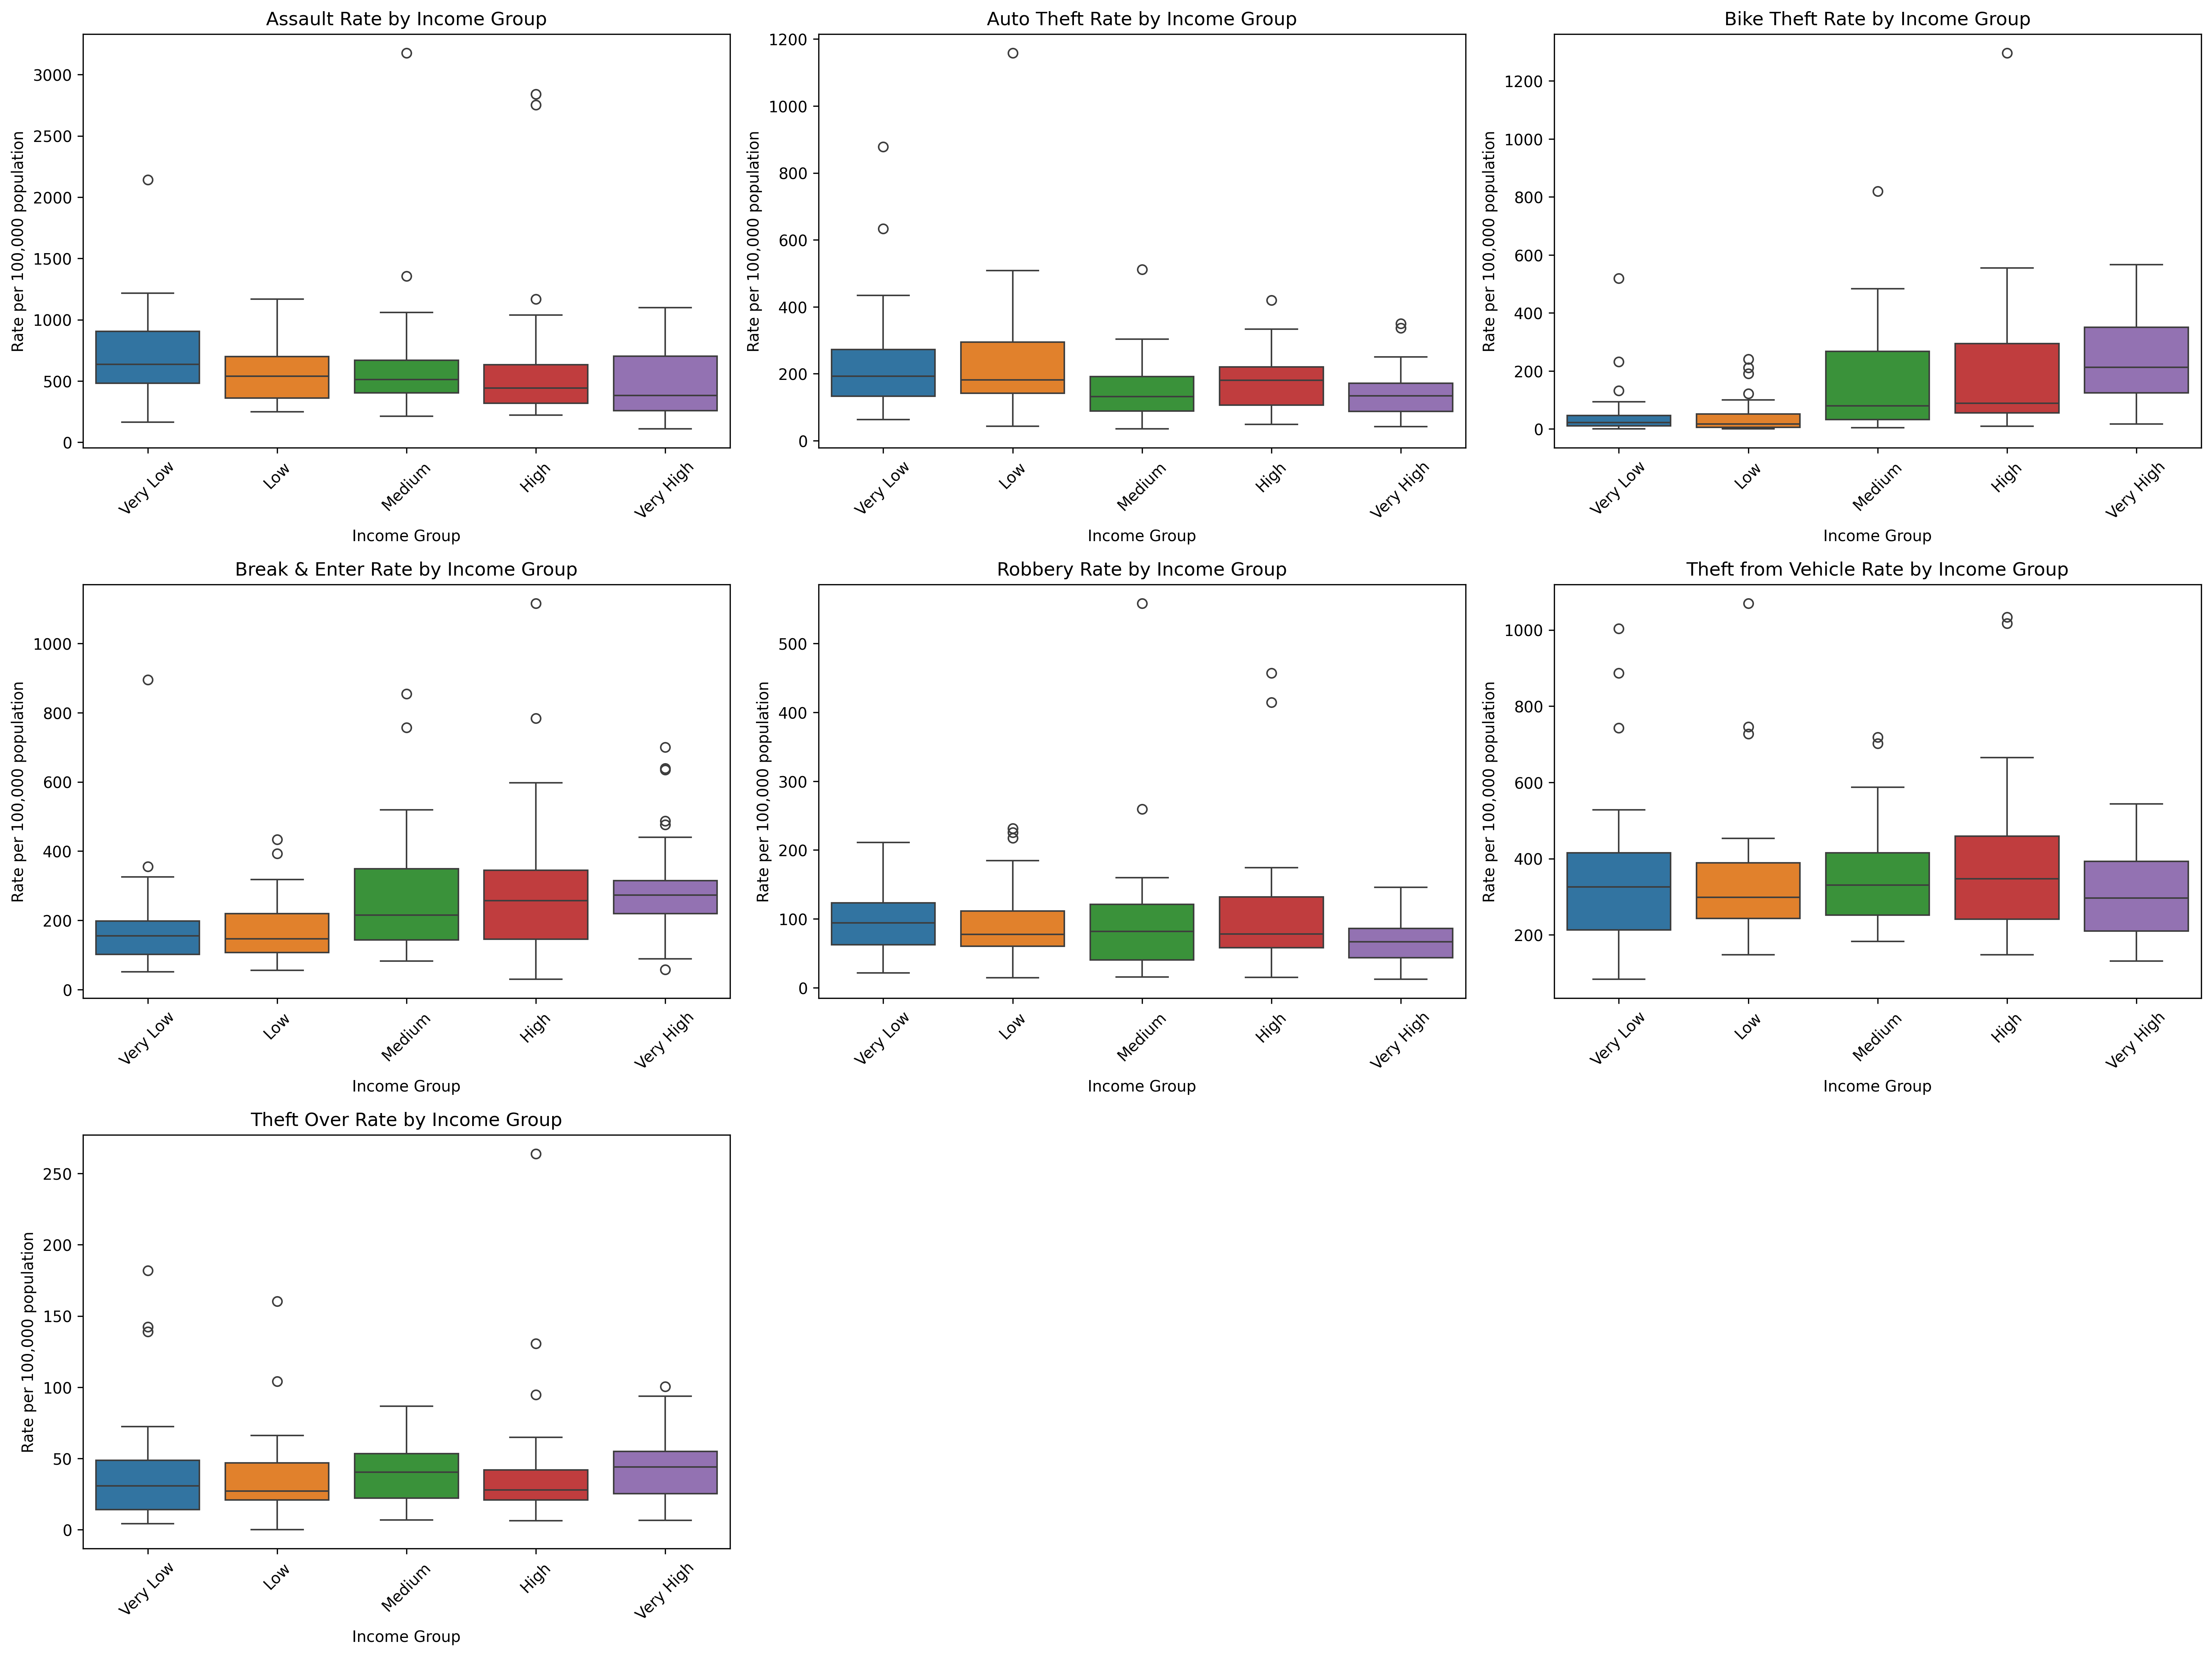 Assault Rate by Income Group
Rate per 100,000 population
3000
2500
2000
1500
1000
500
0
Very Low
Low
Medium
High
Very High
Income Group
Auto Theft Rate by Income Group
Rate per 100,000 population
1200
1000
800
600
400
200
0
Very Low
Low
Medium
High
Very High
Income Group
Bike Theft Rate by Income Group
Rate per 100,000 population
1200
1000
800
600
400
200
0
Very Low
Low
Medium
High
Very High
Income Group
Break & Enter Rate by Income Group
Rate per 100,000 population
1000
800
600
400
200
0
Very Low
Low
Medium
High
Very High
Income Group
Robbery Rate by Income Group
Rate per 100,000 population
500
400
300
200
100
0
Very Low
Low
Medium
High
Very High
Income Group
Theft from Vehicle Rate by Income Group
Rate per 100,000 population
1000
800
600
400
200
Very Low
Low
Medium
High
Very High
Income Group
Theft Over Rate by Income Group
Rate per 100,000 population
250
200
150
100
50
0
Very Low
Low
Medium
High
Very High
Income Group